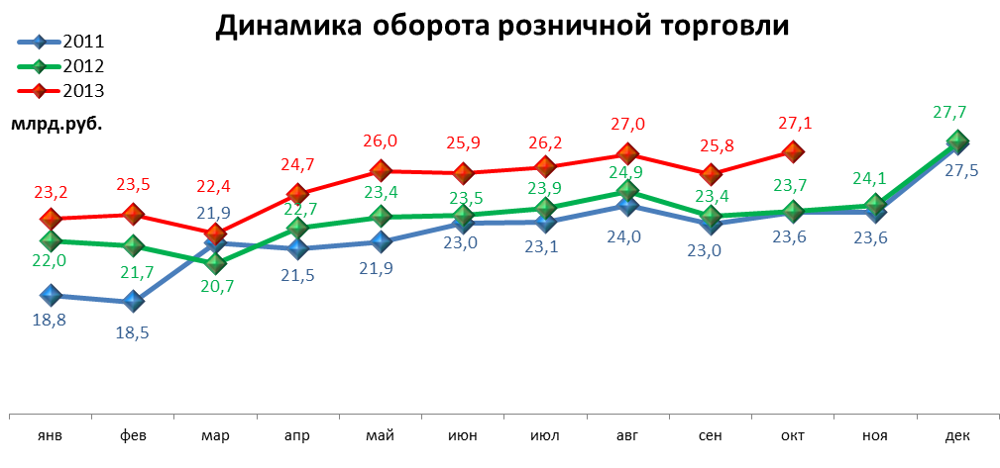 Динамика оборота розничной торговли
2011
2012
2013
млрд.руб.
23,2 23,5 22,4 24,7 26,0 25,9 26,2 27,0 25,8 27,1
22,0 21,7 20,7 22,7 23,4 23,5 23,9 24,9 23,4 23,7 24,1 27,7
18,8 18,5 21,9 21,5 21,9 23,0 23,1 24,0 23,0 23,6 23,6 27,5
янв фев мар апр май июн июл авг сен окт ноя дек